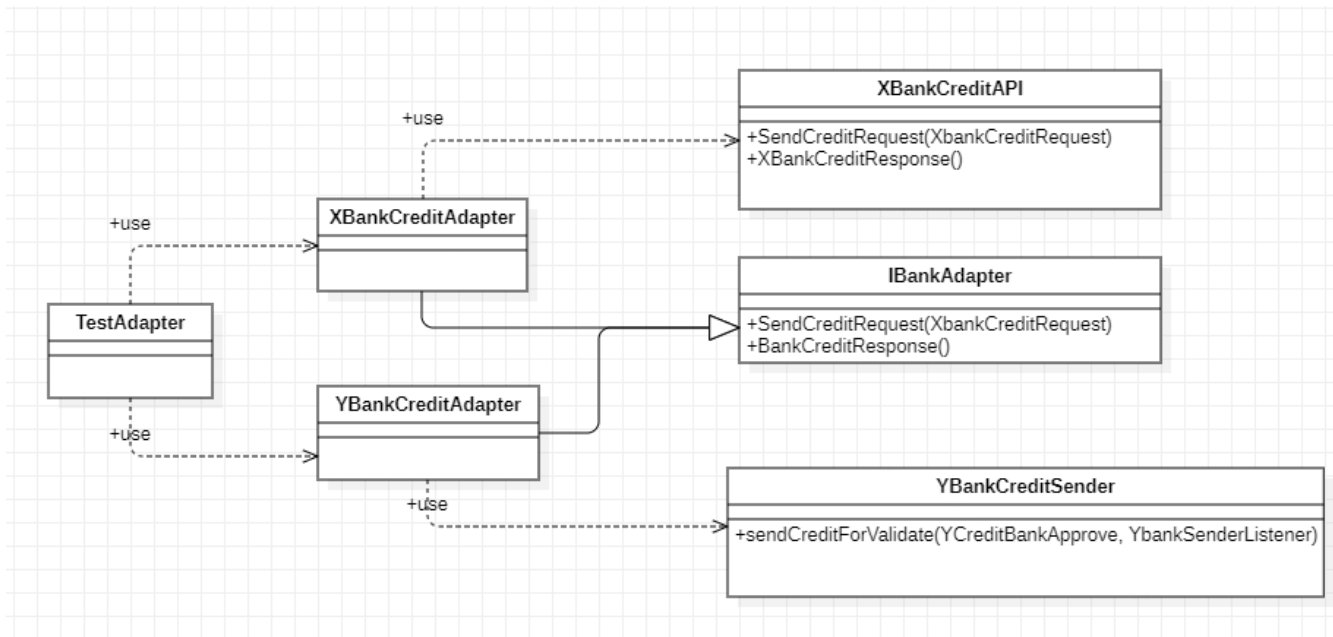 XBankCreditAPI
+use
+SendCreditRequest(XbankCreditRequest)
+XBankCreditResponse()
XBankCreditAdapter
+use
IBankAdapter
TestAdapter
+SendCreditRequest(XbankCreditRequest)
+BankCreditResponse()
YBankCreditAdapter
+use
YBankCreditSender
+use
+sendCreditForValidate(YCreditBankApprove, YbankSenderListener)